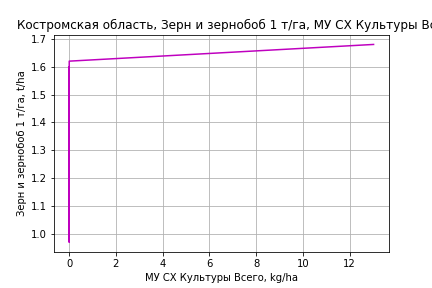 Костромская область, Зерн и зернобоб 1 т/га, МУ СХ Культуры Вс
1.7
1.6
1.5
1.4
1.3
1.2
1.1
1.0
Зерн и зернобоб 1 т/га, t/ha
0 2 4 6 8 10 12
МУ СХ Культуры Всего, kg/ha